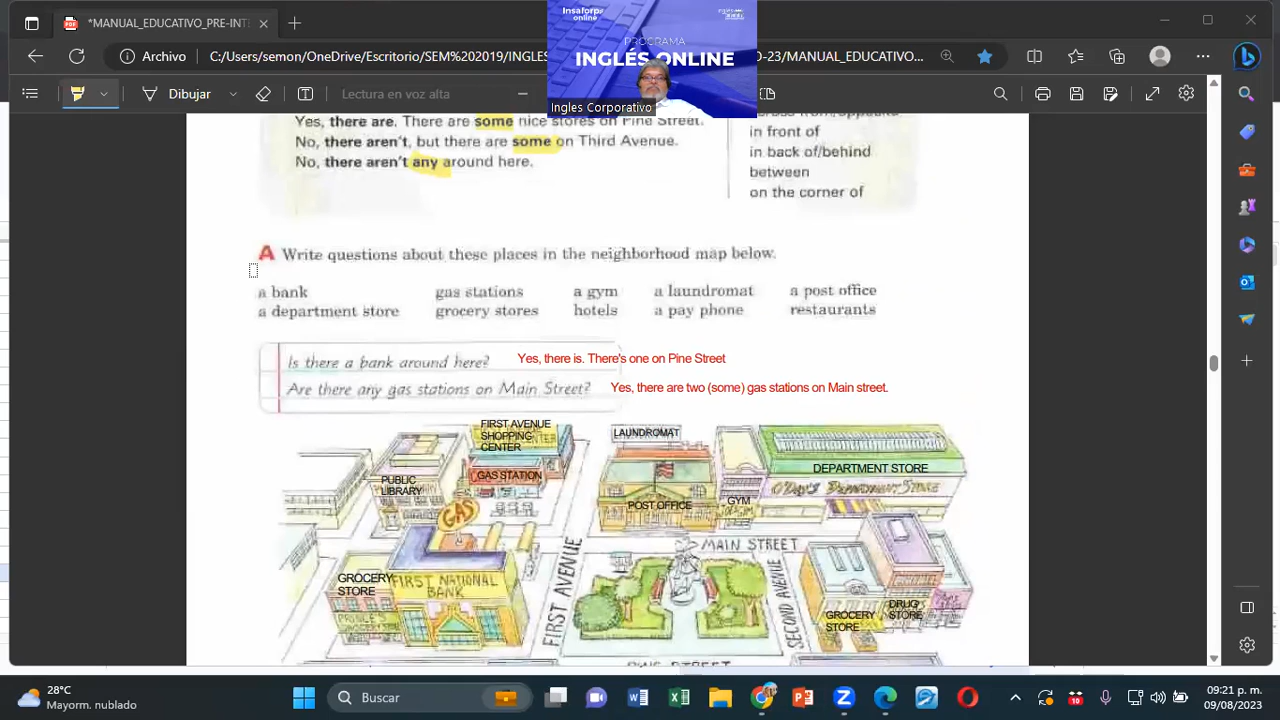 *MANUAL_EDUCATIVO_PRE-INTE
Insaforp online
PROGRAMA
INGLÉS ONLINE
Ingles Corporativo
Archivo
C:/Users/semon/OneDrive/Escritorio/SEM%202019/INGLES
O-23/MANUAL_EDUCATIVO...
Dibujar
Lectura en voz alta
Yes, there are. There are some nice stores on Pine Street.
No, there aren't, but there are some on Third Avenue.
No, there aren't any around here.
in front of
in back of/behind
between
on the corner of
A Write questions about these places in the neighborhood map below.
a bank gas stations a gym a laundromat a post office
a department store grocery stores hotels a pay phone restaurants
Is there a bank around here? Yes, there is. There's one on Pine Street
Are there any gas stations on Main Street? Yes, there are two (some) gas stations on Main street.
FIRST AVENUE
SHOPPING
CENTER
LAUNDROMAT
DEPARTMENT STORE
PUBLIC
LIBRARY
GAS STATION
POST OFFICE
GYM
O'Day's Department Store
GAS
MAIN STREET
GROCERY
STORE
FIRST NATIONAL
BANK
FIRST AVENUE
SECOND AVENUE
GROCERY
STORE
DRUG
STORE
PINE STREET
28°C
Mayorm. nublado
Buscar
10
09:21 p. m.
09/08/2023